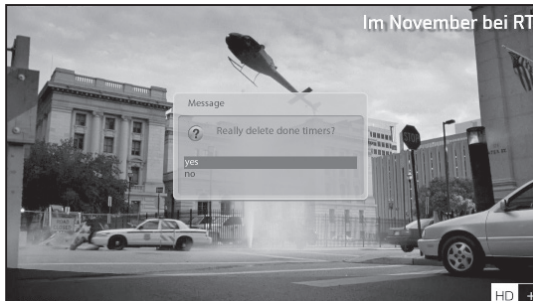 Im November bei RT
Message
Really delete done timers?
yes
no
HD +